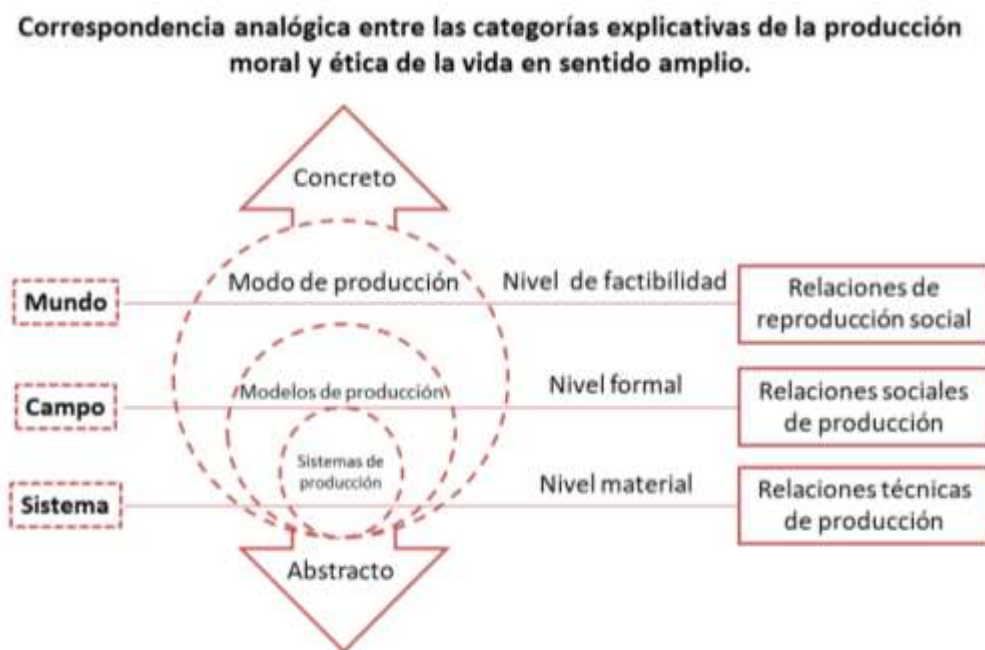 Correspondencia analógica entre las categorías explicativas de la producción
moral y ética de la vida en sentido amplio.
Concreto
Mundo
Modo de producción
Nivel de factibilidad
Relaciones de
reproducción social
Campo
Modelos de producción
Nivel formal
Relaciones sociales
de producción
Sistema
Sistemas de
producción
Nivel material
Relaciones técnicas
de producción
Abstracto